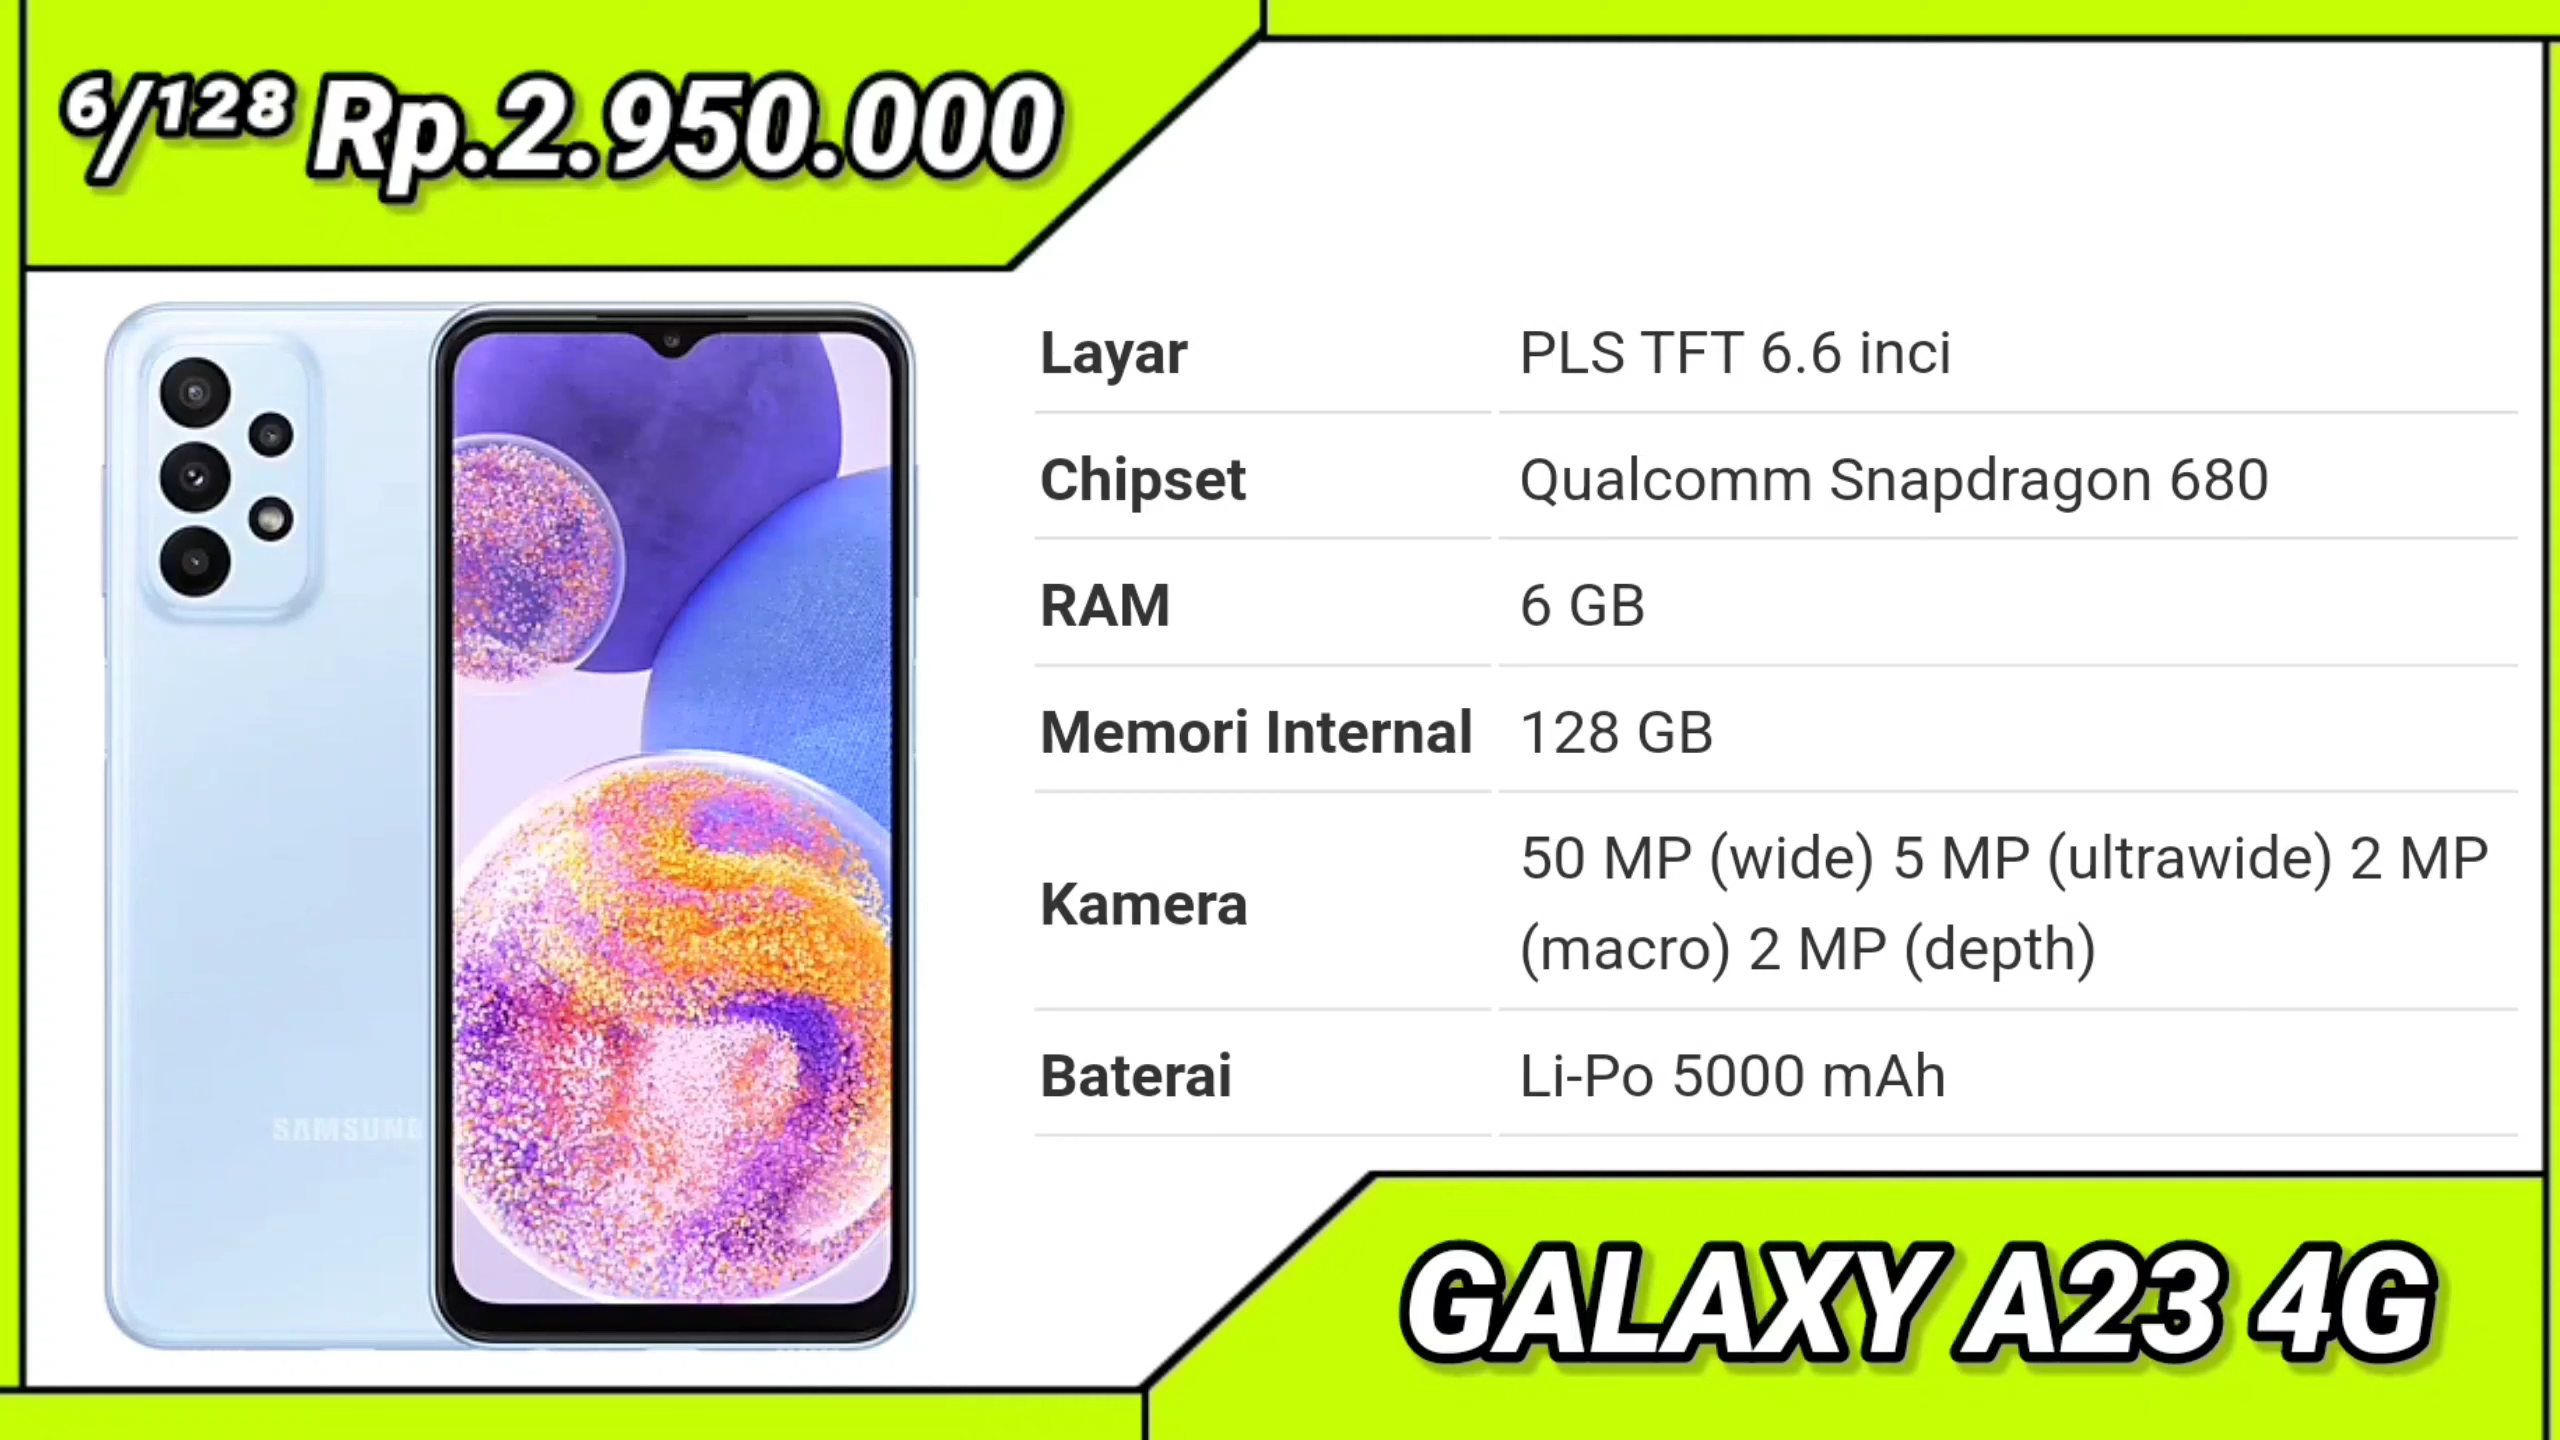 6/128 Rp.2.950.000
Layar PLS TFT 6.6 inci
Chipset Qualcomm Snapdragon 680
RAM 6 GB
Memori Internal 128 GB
Kamera 50 MP (wide) 5 MP (ultrawide) 2 MP
(macro) 2 MP (depth)
Baterai Li-Po 5000 mAh
SAMSUNG
GALAXY A23 4G